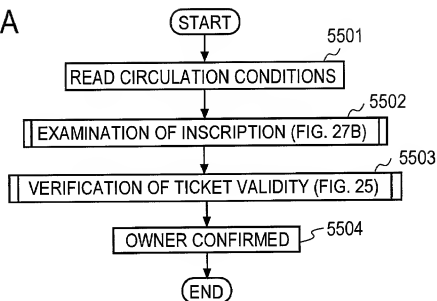 A
START
5501
READ CIRCULATION CONDITIONS
5502
EXAMINATION OF INSCRIPTION (FIG. 27B)
5503
VERIFICATION OF TICKET VALIDITY (FIG. 25)
OWNER CONFIRMED
5504
END